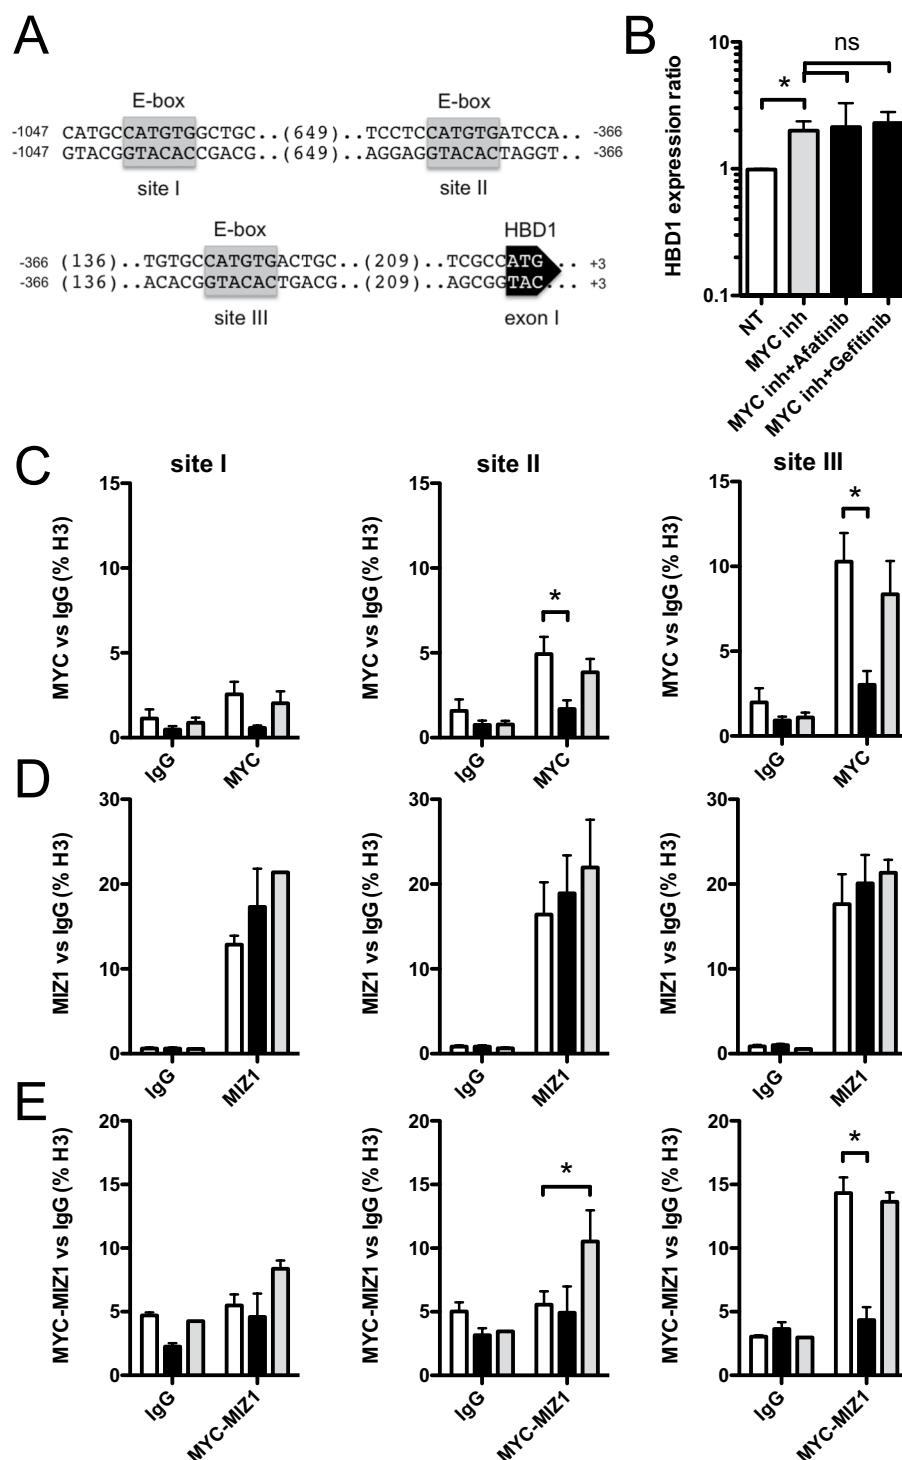 A
E-box
E-box
-1047 CATGCCATGTGGCTGC..(649)..TCCTCCATGTGATCCA.. -366
-1047 GTACGGTACACCGACG..(649)..AGGAGGTACACTAGGT.. -366
site I
site II
E-box
HBD1
-366 (136)..TGTGCCATGTGACTGC..(209)..TCGCCATG... +3
-366 (136)..ACACGGTACACTGACG..(209)..AGCGGTAC... +3
site III
exon I
B
HBD1 expression ratio
10
1
0.1
*
ns
NT
MYC inh
MYC inh+Afatinib
MYC inh+Gefitinib
C
site I
MYC vs IgG (% H3)
15
10
5
0
IgG
MYC
site II
MYC vs IgG (% H3)
15
10
5
0
*
IgG
MYC
site III
MYC vs IgG (% H3)
15
10
5
0
*
IgG
MYC
D
MIZ1 vs IgG (% H3)
30
20
10
0
IgG
MIZ1
MIZ1 vs IgG (% H3)
30
20
10
0
IgG
MIZ1
MIZ1 vs IgG (% H3)
30
20
10
0
IgG
MIZ1
E
MYC-MIZ1 vs IgG (% H3)
20
15
10
5
0
IgG
MYC-MIZ1
MYC-MIZ1 vs IgG (% H3)
20
15
10
5
0
*
IgG
MYC-MIZ1
MYC-MIZ1 vs IgG (% H3)
20
15
10
5
0
*
IgG
MYC-MIZ1